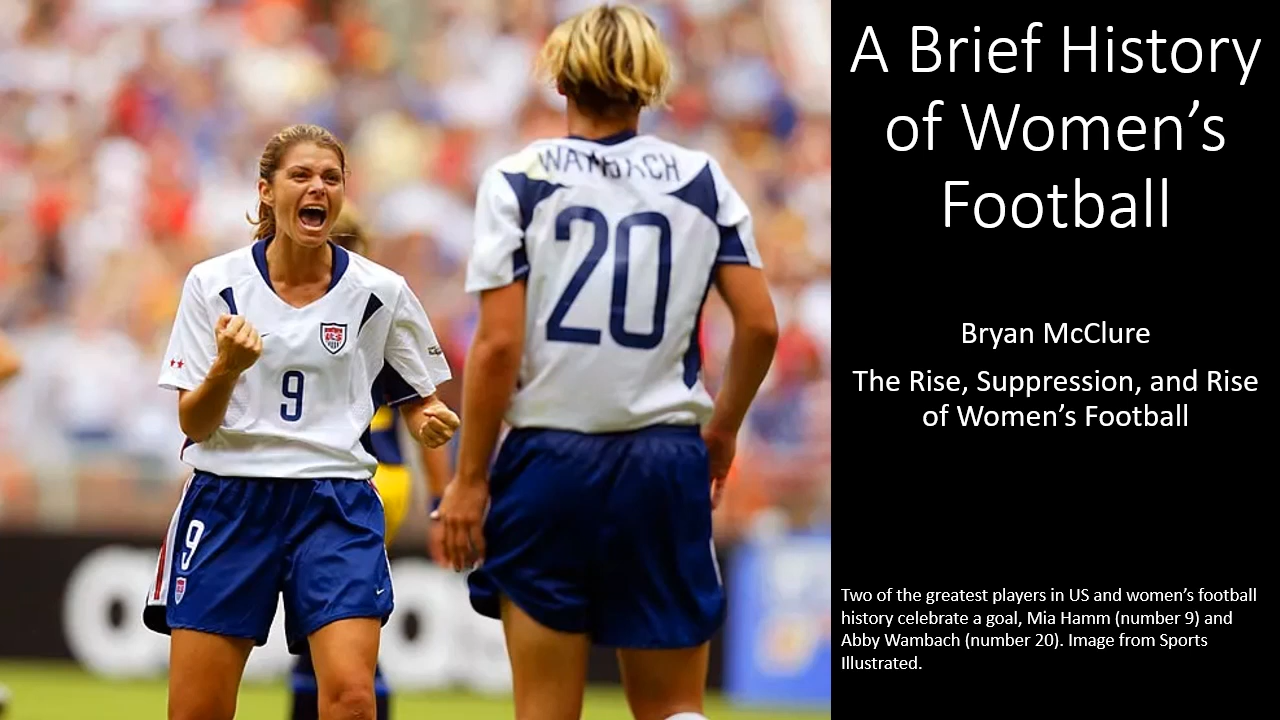 A Brief History
of Women’s
Football
Bryan McClure
The Rise, Suppression, and Rise
of Women’s Football
Two of the greatest players in US and women’s football
history celebrate a goal, Mia Hamm (number 9) and
Abby Wambach (number 20). Image from Sports
Illustrated.
WAMBACH
20
9
9
US